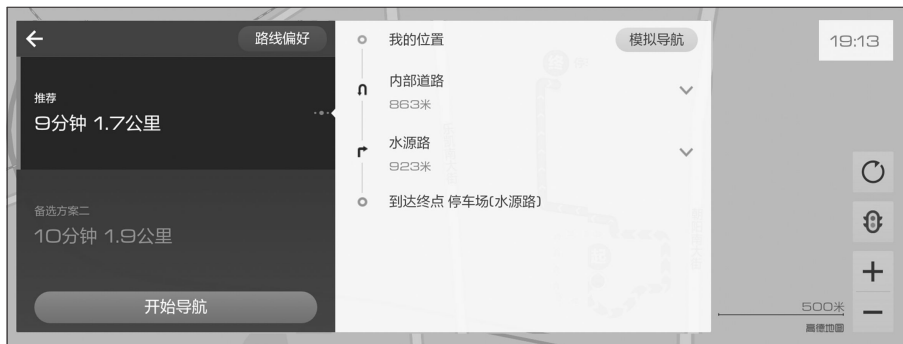 路线偏好
推荐
9分钟 1.7公里
备选方案二
10分钟 1.9公里
开始导航
我的位置
模拟导航
内部道路
863米
水源路
923米
到达终点 停车场(水源路)
19:13
500米
高德地图